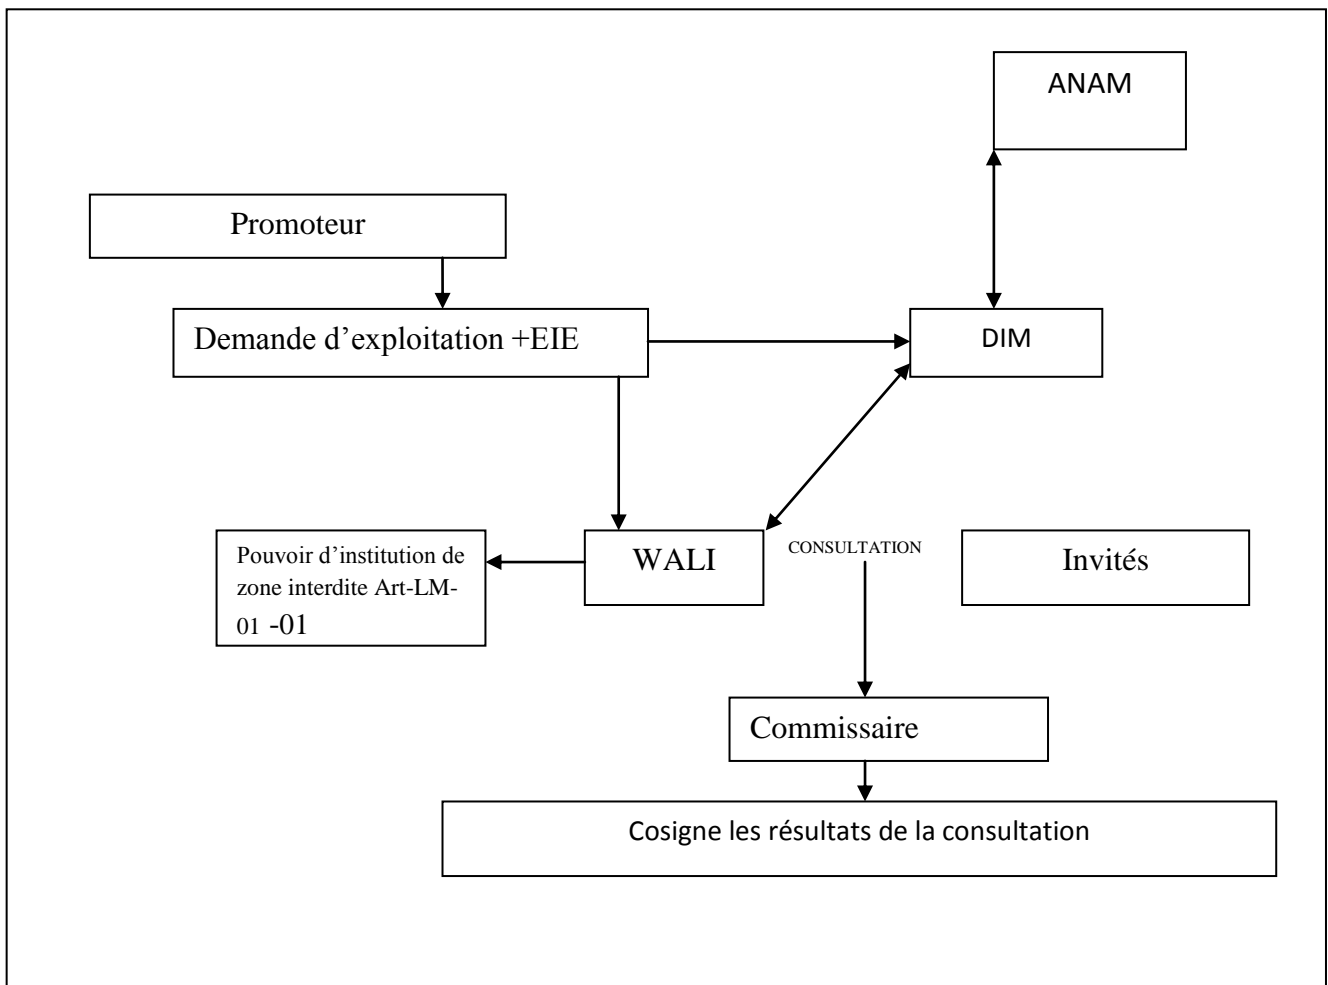 ANAM
Promoteur
Demande d’exploitation +EIE
DIM
Pouvoir d’institution de
zone interdite Art-LM-
01 -01
WALI
CONSULTATION
Invités
Commissaire
Cosigne les résultats de la consultation